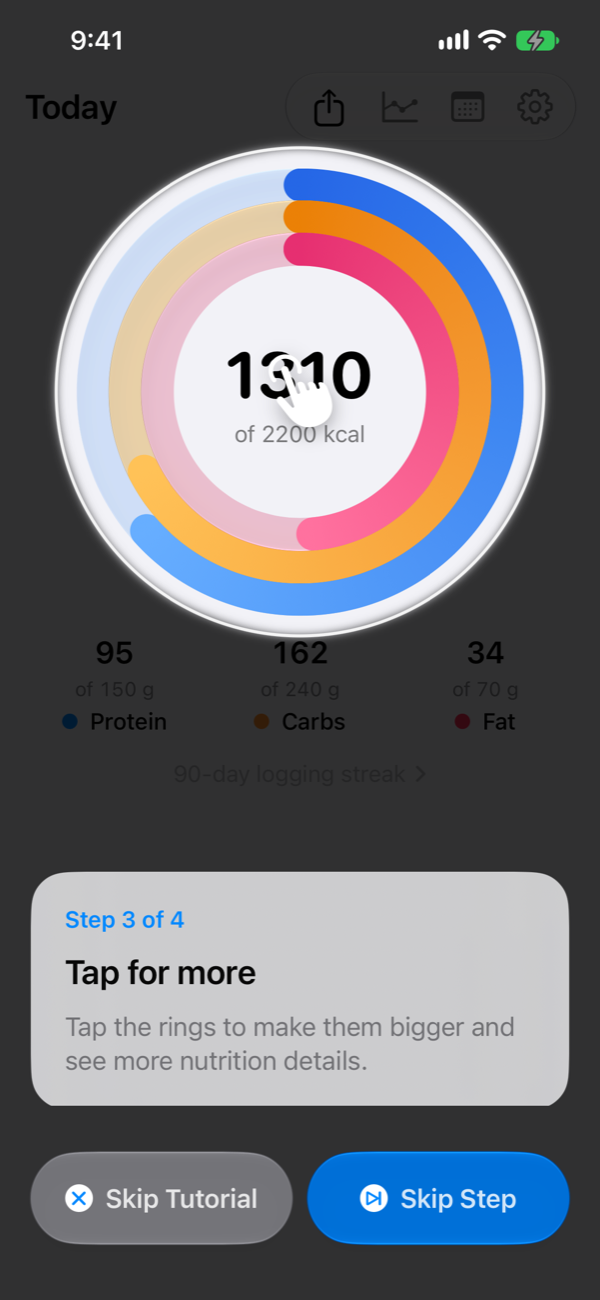 9:41
Today
1310
of 2200 kcal
95
of 150 g
Protein
162
of 240 g
Carbs
34
of 70 g
Fat
90-day logging streak
Step 3 of 4
Tap for more
Tap the rings to make them bigger and
see more nutrition details.
Skip Tutorial
Skip Step